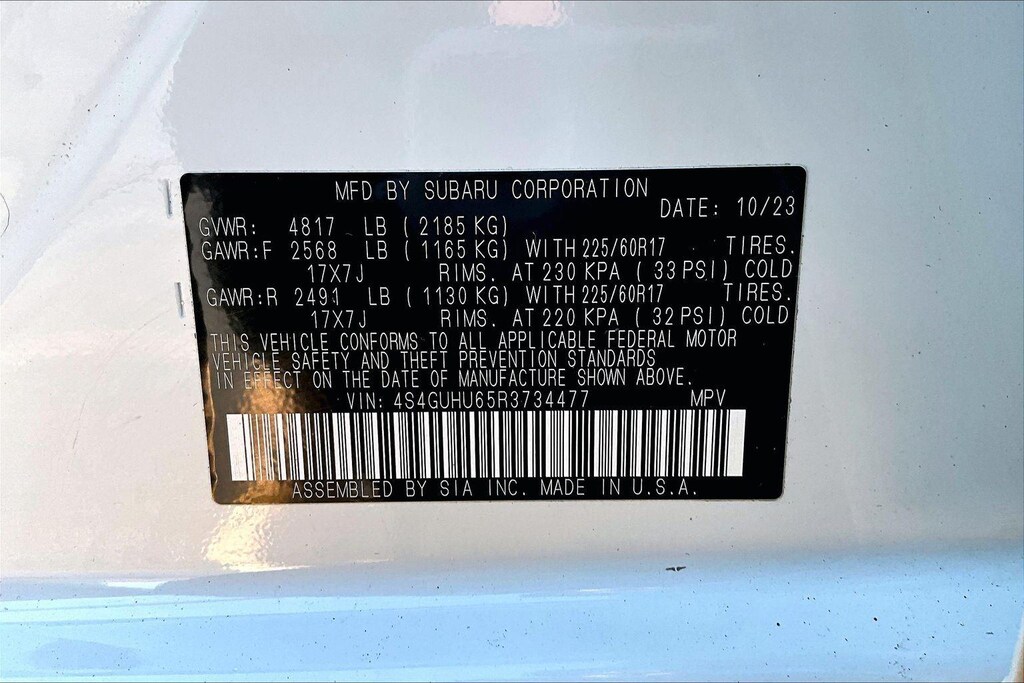 MFD BY SUBARU CORPORATION
DATE: 10/23
GVWR: 4817 LB ( 2185 KG)
GAWR:F 2568 LB ( 1165 KG) WITH 225/60R17 TIRES.
17X7J RIMS. AT 230 KPA ( 33 PSI) COLD
GAWR:R 2491 LB ( 1130 KG) WITH 225/60R17 TIRES.
17X7J RIMS. AT 220 KPA ( 32 PSI) COLD
THIS VEHICLE CONFORMS TO ALL APPLICABLE FEDERAL MOTOR
VEHICLE SAFETY AND THEFT PREVENTION STANDARDS
IN EFFECT ON THE DATE OF MANUFACTURE SHOWN ABOVE.
VIN: 4S4GUHU65R3734477 MPV
ASSEMBLED BY SIA INC. MADE IN U.S.A.